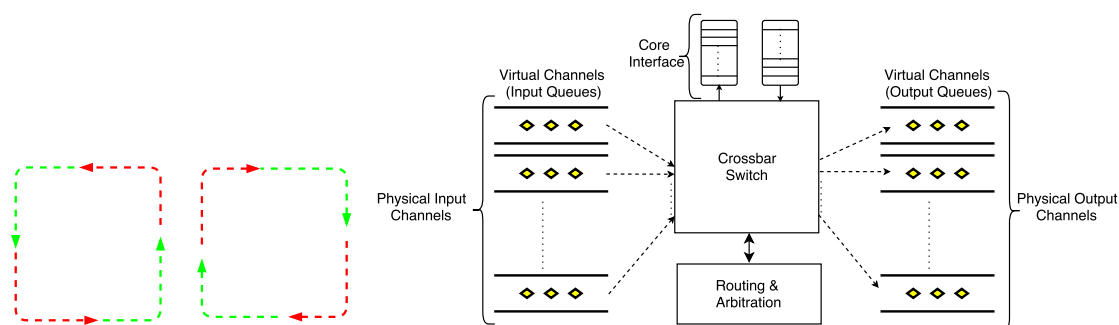 Core
Interface
Virtual Channels
(Input Queues)
Virtual Channels
(Output Queues)
Physical Input
Channels
Crossbar
Switch
Physical Output
Channels
Routing &
Arbitration